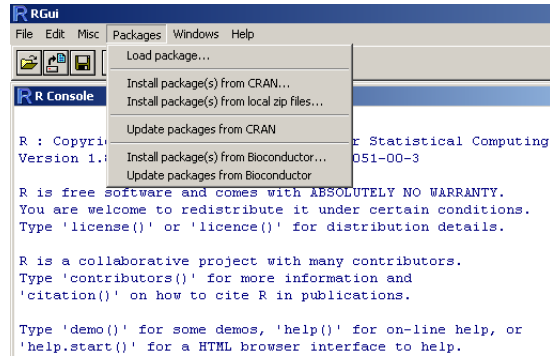 RGui
File Edit Misc Packages Windows Help
Load package...
Install package(s) from CRAN...
Install package(s) from local zip files...
Update packages from CRAN
Install package(s) from Bioconductor...
Update packages from Bioconductor
R Console
R : Copyri r Statistical Computing
Version 1. 051-00-3
R is free software and comes with ABSOLUTELY NO WARRANTY.
You are welcome to redistribute it under certain conditions.
Type 'license()' or 'licence()' for distribution details.
R is a collaborative project with many contributors.
Type 'contributors()' for more information and
'citation()' on how to cite R in publications.
Type 'demo()' for some demos, 'help()' for on-line help, or
'help.start()' for a HTML browser interface to help.